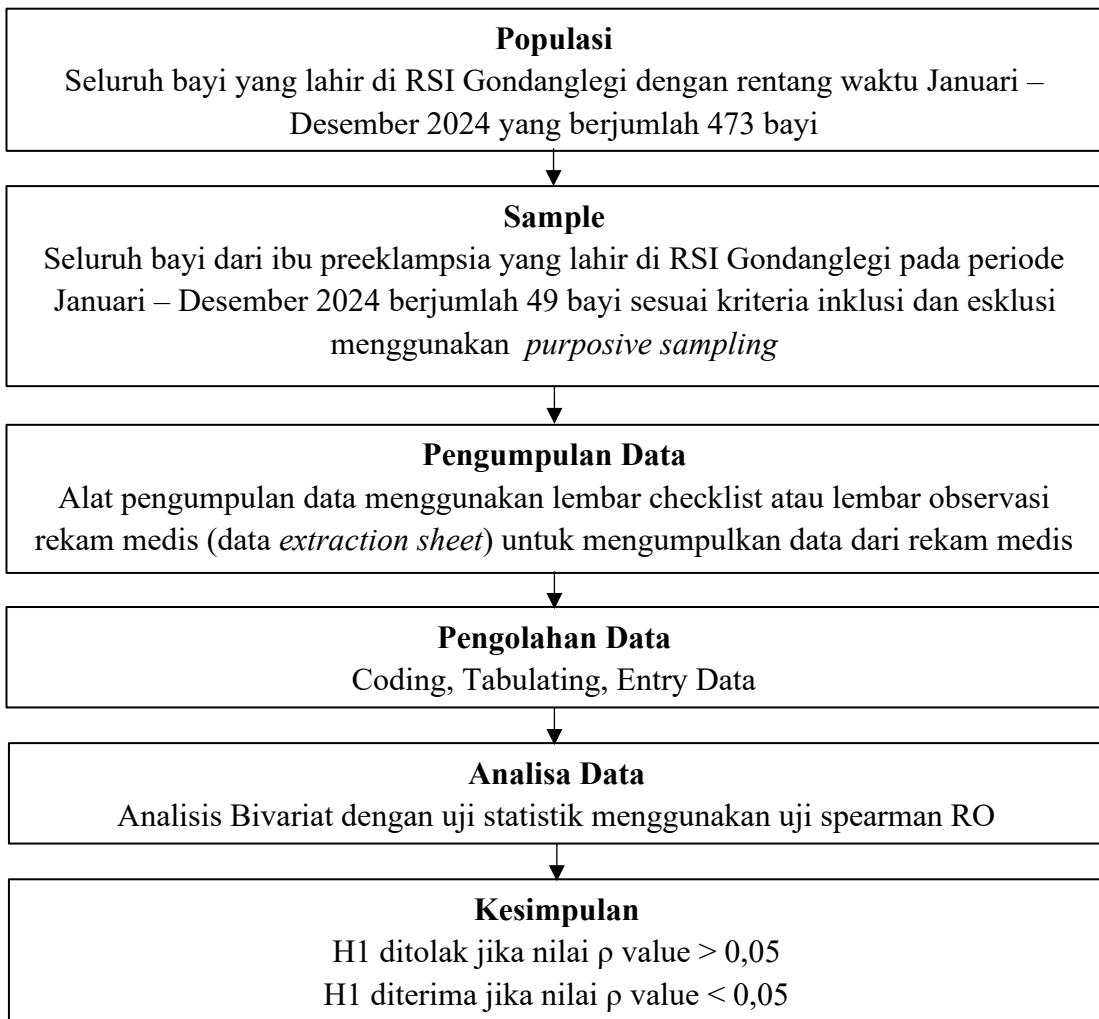 Populasi
Seluruh bayi yang lahir di RSI Gondanglegi dengan rentang waktu Januari –
Desember 2024 yang berjumlah 473 bayi
Sample
Seluruh bayi dari ibu preeklampsia yang lahir di RSI Gondanglegi pada periode
Januari – Desember 2024 berjumlah 49 bayi sesuai kriteria inklusi dan esklusi
menggunakan purposive sampling
Pengumpulan Data
Alat pengumpulan data menggunakan lembar checklist atau lembar observasi
rekam medis (data extraction sheet) untuk mengumpulkan data dari rekam medis
Pengolahan Data
Coding, Tabulating, Entry Data
Analisa Data
Analisis Bivariat dengan uji statistik menggunakan uji spearman RO
Kesimpulan
H1 ditolak jika nilai ρ value > 0,05
H1 diterima jika nilai ρ value < 0,05